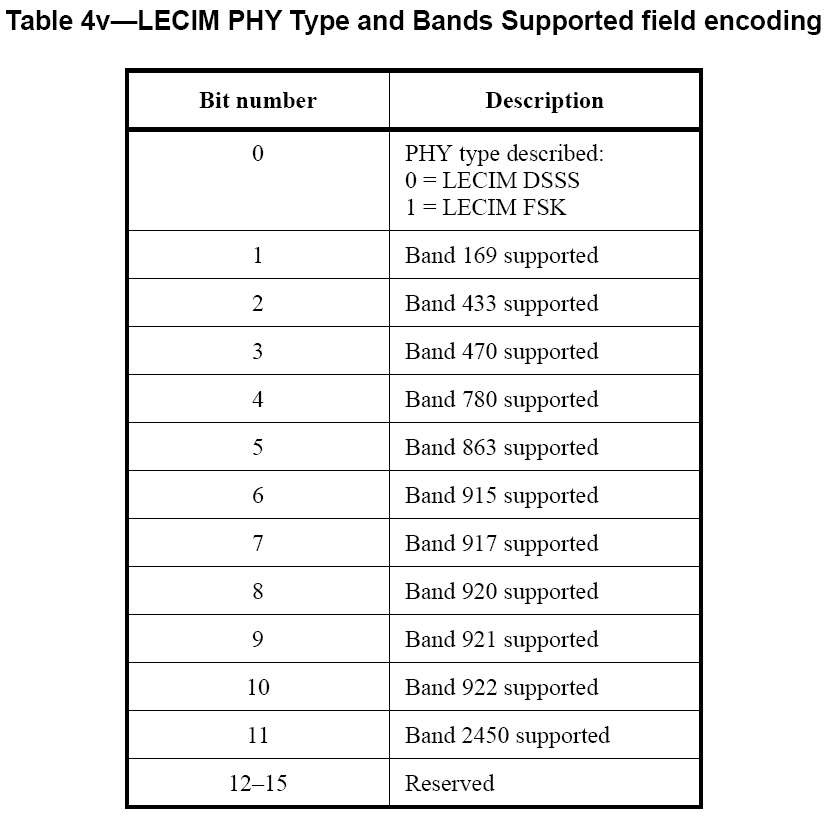 Table 4v—LECIM PHY Type and Bands Supported field encoding
Bit number Description
0 PHY type described:
0 = LECIM DSSS
1 = LECIM FSK
1 Band 169 supported
2 Band 433 supported
3 Band 470 supported
4 Band 780 supported
5 Band 863 supported
6 Band 915 supported
7 Band 917 supported
8 Band 920 supported
9 Band 921 supported
10 Band 922 supported
11 Band 2450 supported
12–15 Reserved